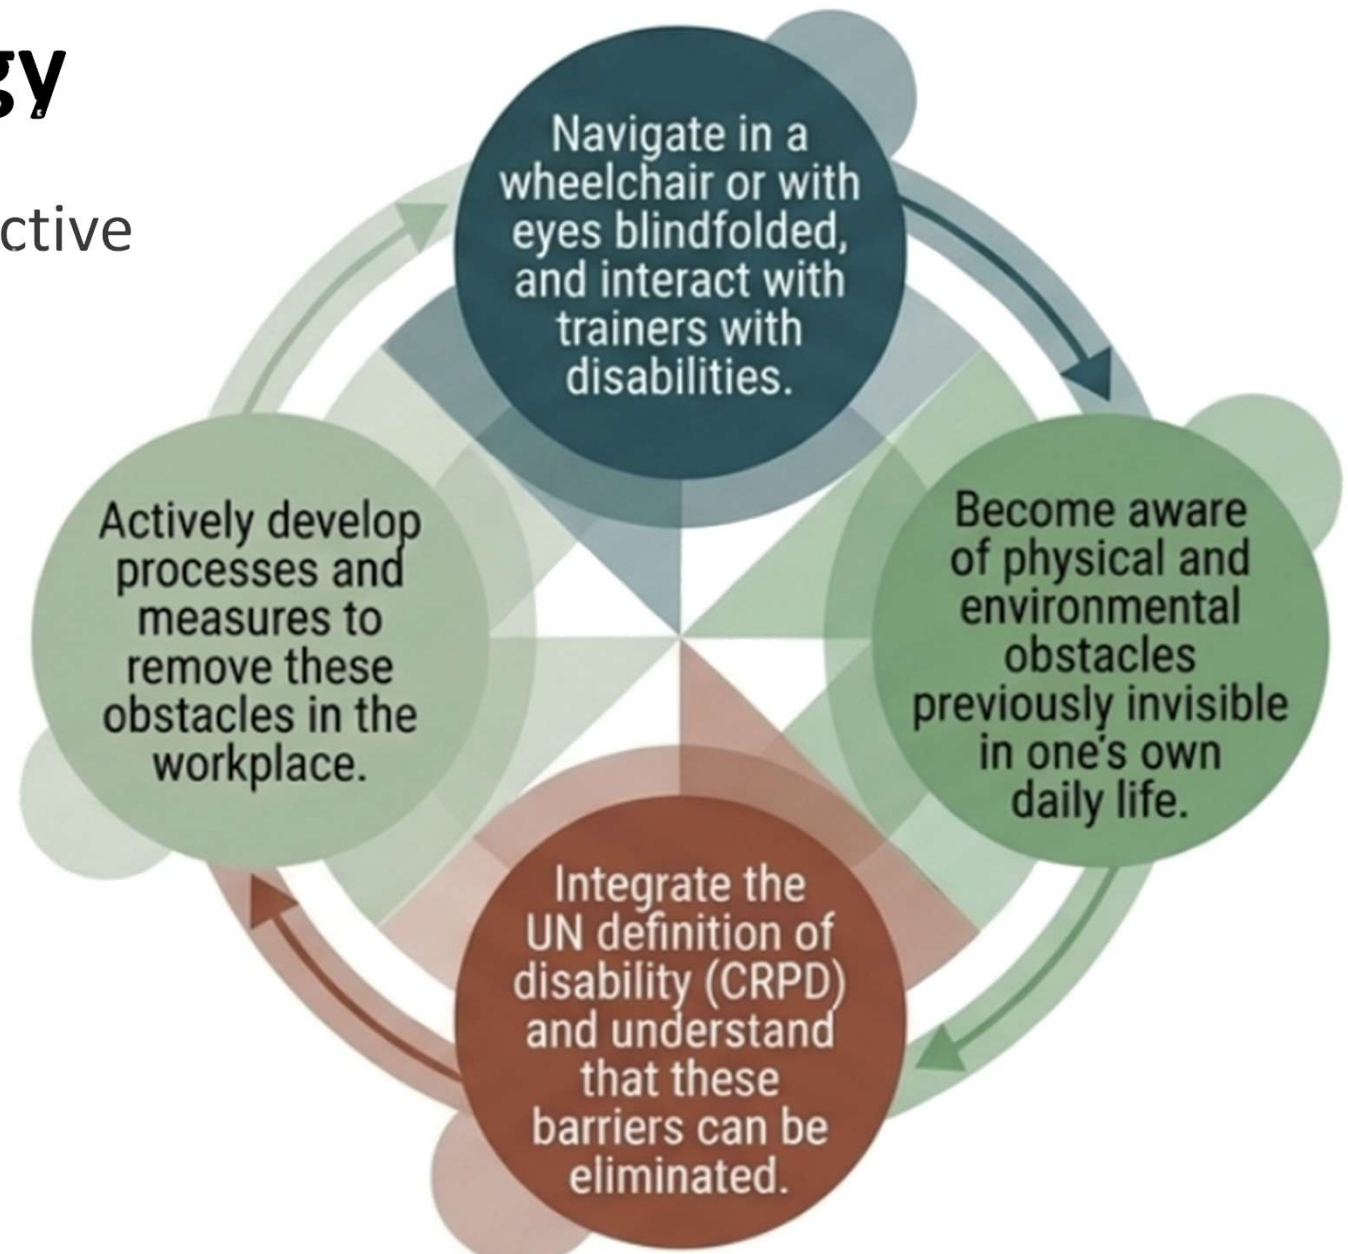 gy
ctive
Navigate in a
wheelchair or with
eyes blindfolded,
and interact with
trainers with
disabilities.
Become aware
of physical and
environmental
obstacles
previously invisible
in one's own
daily life.
Integrate the
UN definition of
disability (CRPD)
and understand
that these
barriers can be
eliminated.
Actively develop
processes and
measures to
remove these
obstacles in the
workplace.